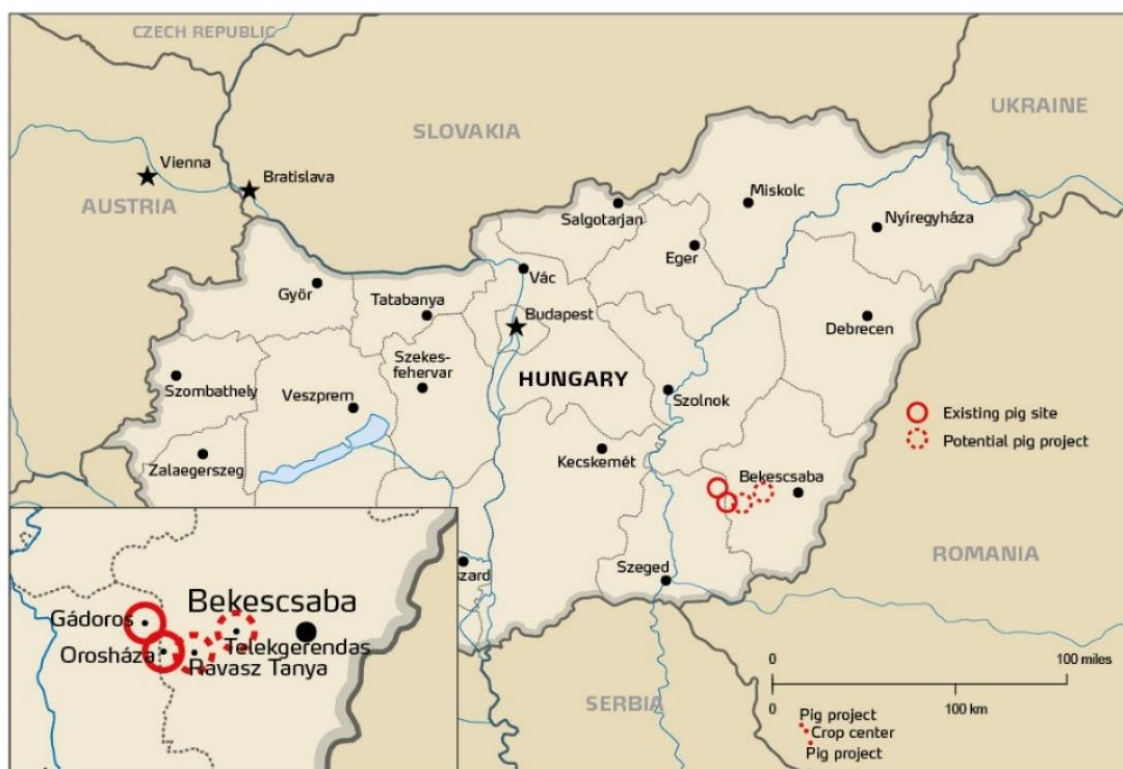 CZECH REPUBLIC
UKRAINE
SLOVAKIA
Vienna
Bratislava
AUSTRIA
Miskolc
Salgotarjan
Nyíregyháza
Eger
Vác
Györ
Tatabanya
Budapest
Debrecen
Szekes-
fehervar
HUNGARY
Szombathely
Veszprem
Szolnok
Existing pig site
Potential pig project
Zalaegerszeg
Kecskemét
Bekescsaba
ROMANIA
Szeged
szard
Bekescsaba
Gádoros
Telekgerendas
Orosháza
Ravasz Tanya
SERBIA
0
100 miles
0
100 km
Pig project
Crop center
Pig project